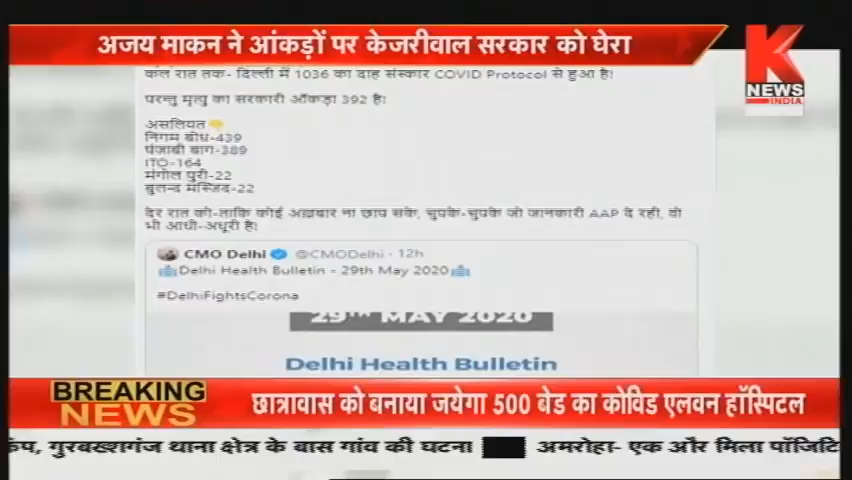 अजय माकन ने आंकड़ों पर केजरीवाल सरकार को घेरा
K
NEWS
INDIA
कल रात तक- दिल्ली में 1036 का दाह संस्कार COVID Protocol से हुआ है!
परन्तु मृत्यु का सरकारी आँकड़ा 392 है!
असलियत👇
निगम बोध-439
पंजाबी बाग-389
ITO-164
मंगोल पुरी-22
बुलन्द मस्जिद-22
देर रात को-ताकि कोई अख़बार ना छाप सके, चुपके-चुपके जो जानकारी AAP दे रही, वो
भी आधी-अधूरी है!
CMO Delhi @CMODelhi · 12h
🏥Delhi Health Bulletin - 29th May 2020🏥
#DelhiFightsCorona
29TH MAY 2020
Delhi Health Bulletin
BREAKING
NEWS
छात्रावास को बनाया जयेगा 500 बेड का कोविड एलवन हॉस्पिटल
कंप, गुरबख्शगंज थाना क्षेत्र के बास गांव की घटना अमरोहा- एक और मिला पॉजिटि